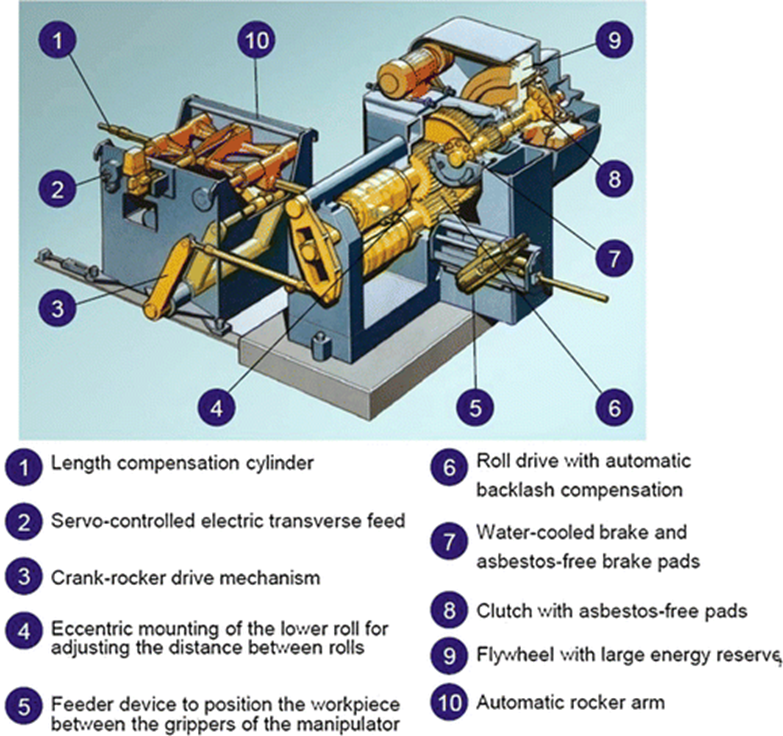 1
10
9
2
8
7
3
4
5
6
1 Length compensation cylinder
2 Servo-controlled electric transverse feed
3 Crank-rocker drive mechanism
4 Eccentric mounting of the lower roll for
adjusting the distance between rolls
5 Feeder device to position the workpiece
between the grippers of the manipulator
6 Roll drive with automatic
backlash compensation
7 Water-cooled brake and
asbestos-free brake pads
8 Clutch with asbestos-free pads
9 Flywheel with large energy reserve
10 Automatic rocker arm